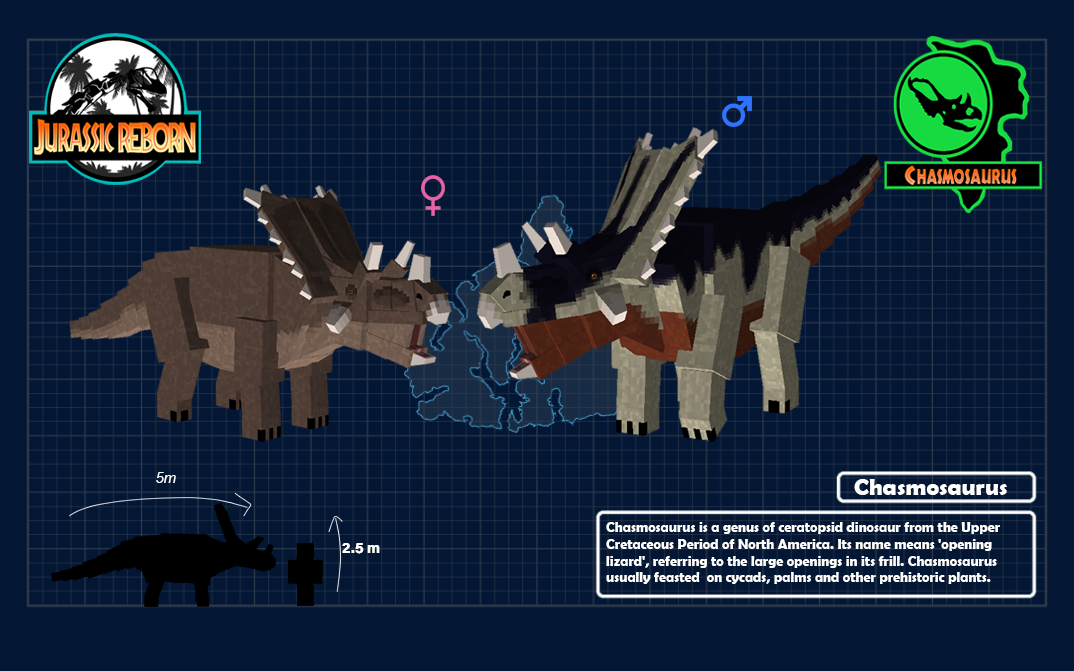 JURASSIC REBORN
CHASMOSAURUS
5m
2.5 m
Chasmosaurus
Chasmosaurus is a genus of ceratopsid dinosaur from the Upper
Cretaceous Period of North America. Its name means 'opening
lizard', referring to the large openings in its frill. Chasmosaurus
usually feasted on cycads, palms and other prehistoric plants.